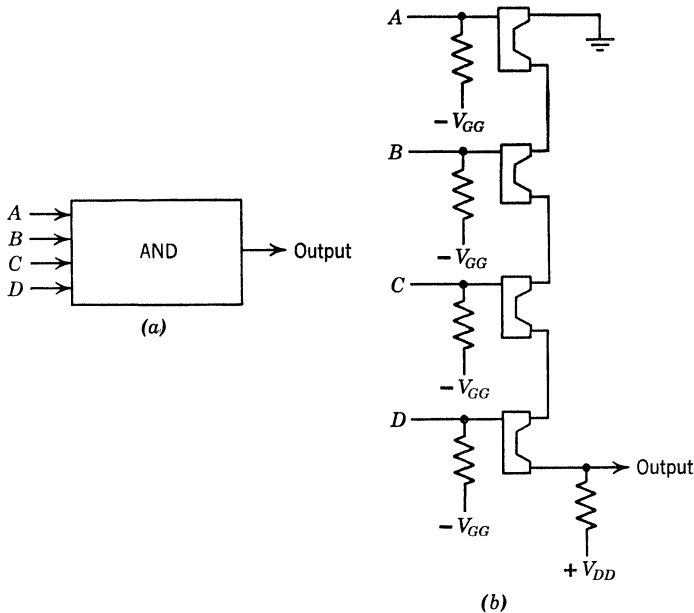 A
B
C
D
AND
Output
(a)
A
− V_GG
B
− V_GG
C
− V_GG
D
− V_GG
Output
+ V_DD
(b)